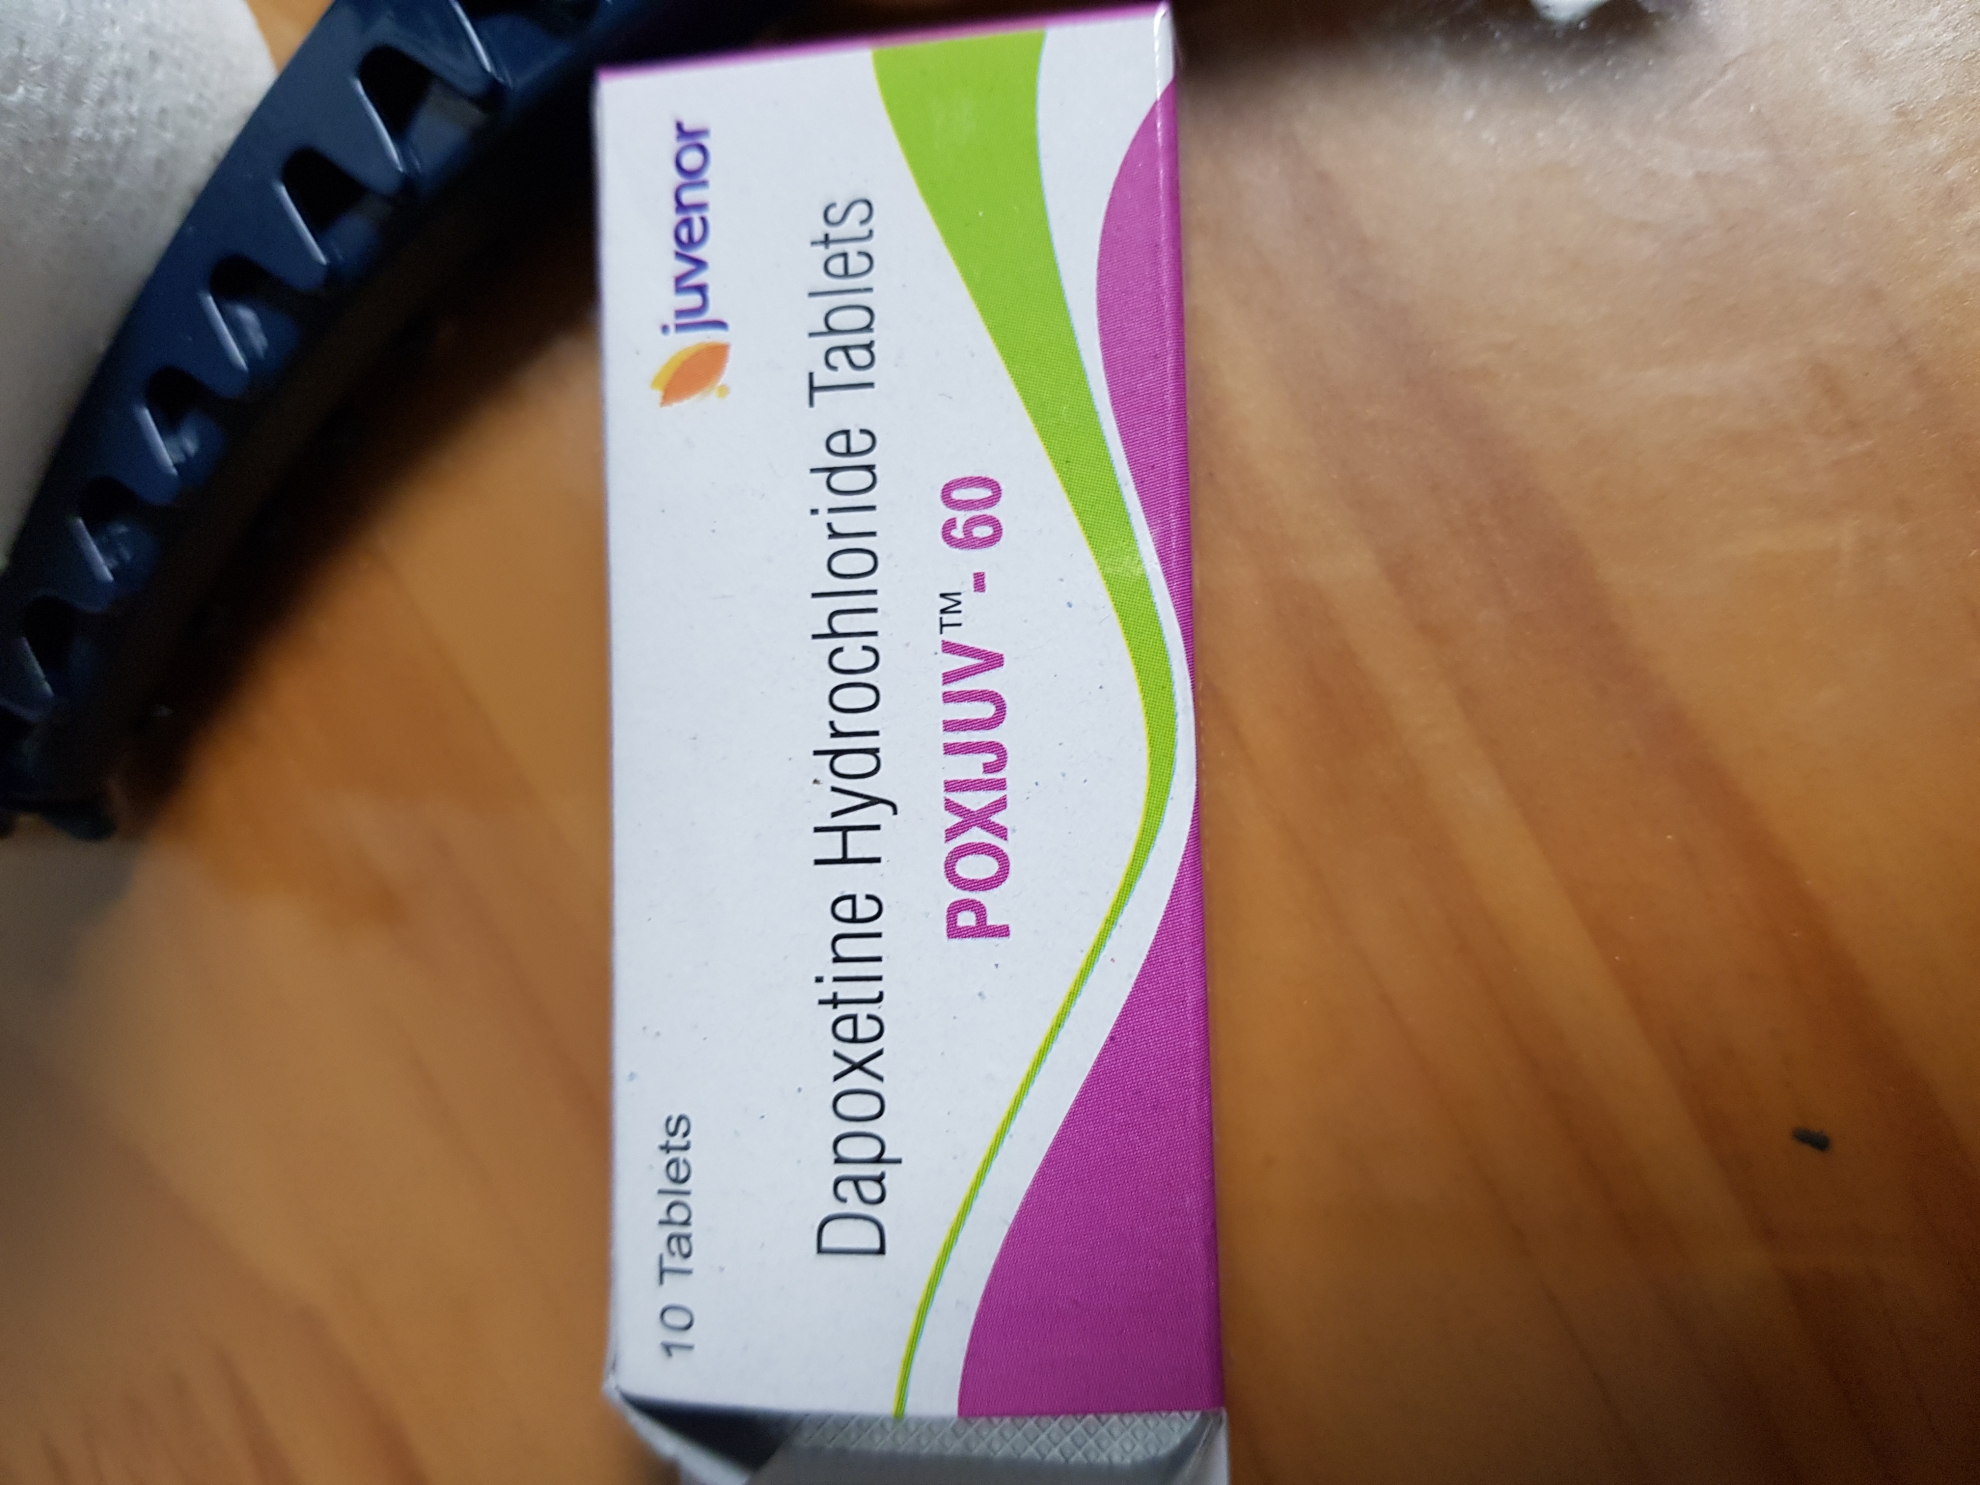 10 Tablets
juvenor
Dapoxetine Hydrochloride Tablets
POXIJUV™- 60